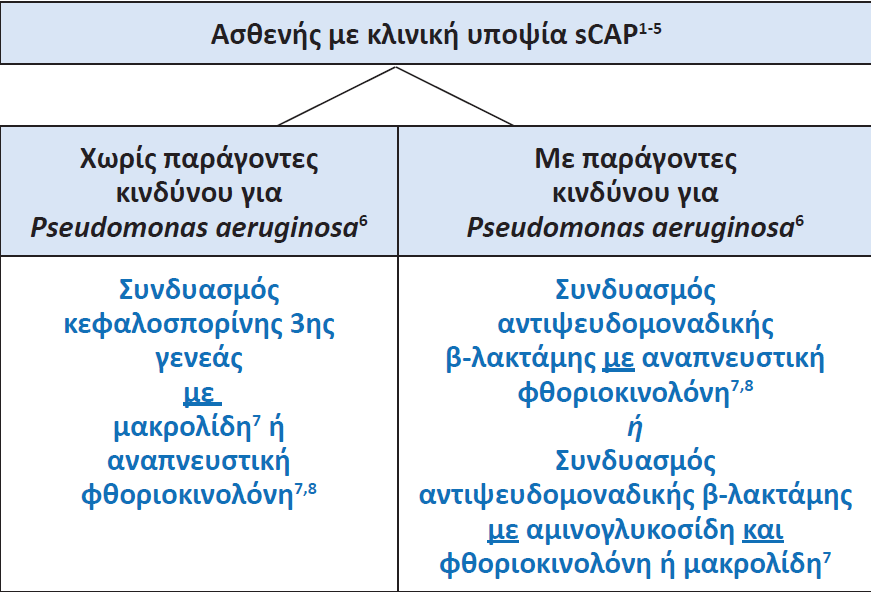 Ασθενής με κλινική υποψία sCAP¹⁻⁵
Χωρίς παράγοντες
κινδύνου για
Pseudomonas aeruginosa⁶
Με παράγοντες
κινδύνου για
Pseudomonas aeruginosa⁶
Συνδυασμός
κεφαλοσπορίνης 3ης
γενεάς
με
μακρολίδη⁷ ή
αναπνευστική
φθοριοκινολόνη⁷,⁸
Συνδυασμός
αντιψευδομοναδικής
β-λακτάμης με αναπνευστική
φθοριοκινολόνη⁷,⁸
ή
Συνδυασμός
αντιψευδομοναδικής β-λακτάμης
με αμινογλυκοσίδη και
φθοριοκινολόνη ή μακρολίδη⁷